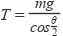 T = mg / cos θ/2